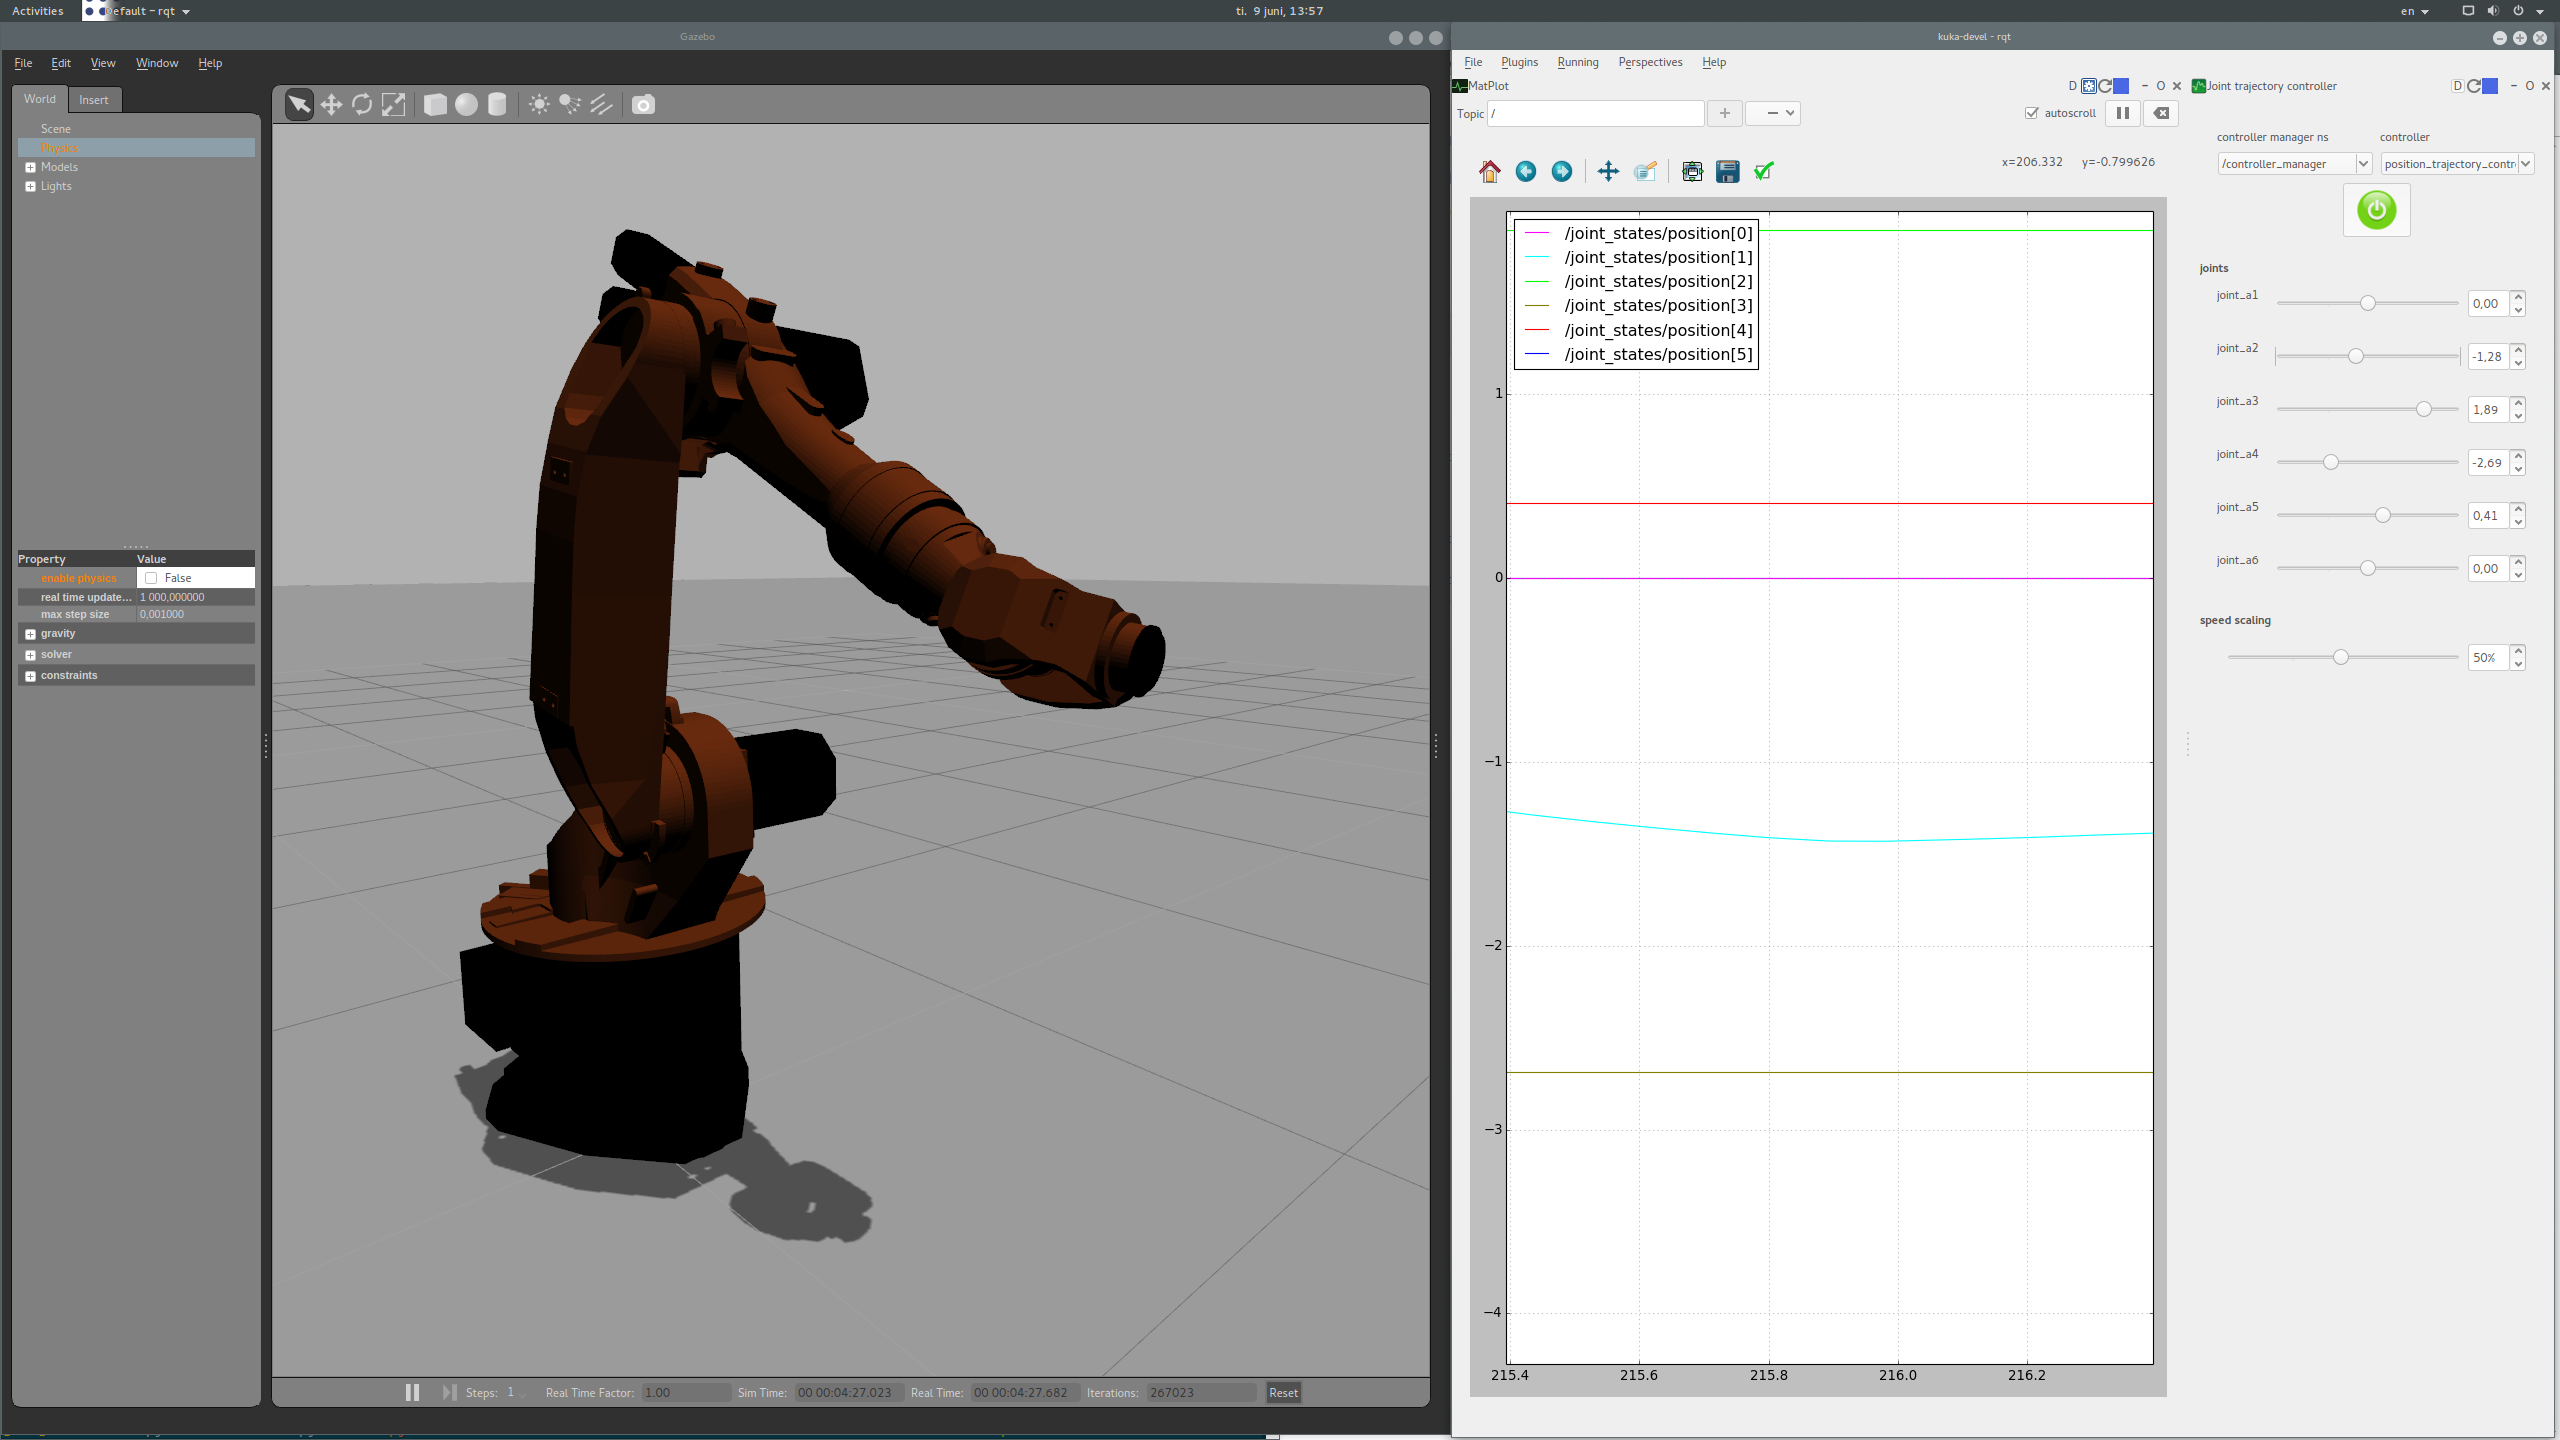 Activities
Default – rqt
ti. 9 juni, 13:57
en
Gazebo
File Edit View Window Help
World Insert
Scene
Physics
Models
Lights
Property Value
enable physics False
real time update... 1 000,000000
max step size 0,001000
gravity
solver
constraints
Steps: 1 Real Time Factor: 1.00 Sim Time: 00 00:04:27.023 Real Time: 00 00:04:27.682 Iterations: 267023 Reset
kuka-devel - rqt
File Plugins Running Perspectives Help
MatPlot
D C – O ×
Topic /
autoscroll
x=206.332 y=-0.799626
/joint_states/position[0]
/joint_states/position[1]
/joint_states/position[2]
/joint_states/position[3]
/joint_states/position[4]
/joint_states/position[5]
1
0
−1
−2
−3
−4
215.4 215.6 215.8 216.0 216.2
Joint trajectory controller
D C – O ×
controller manager ns controller
/controller_manager position_trajectory_contr
joints
joint_a1 0,00
joint_a2 -1,28
joint_a3 1,89
joint_a4 -2,69
joint_a5 0,41
joint_a6 0,00
speed scaling
50%